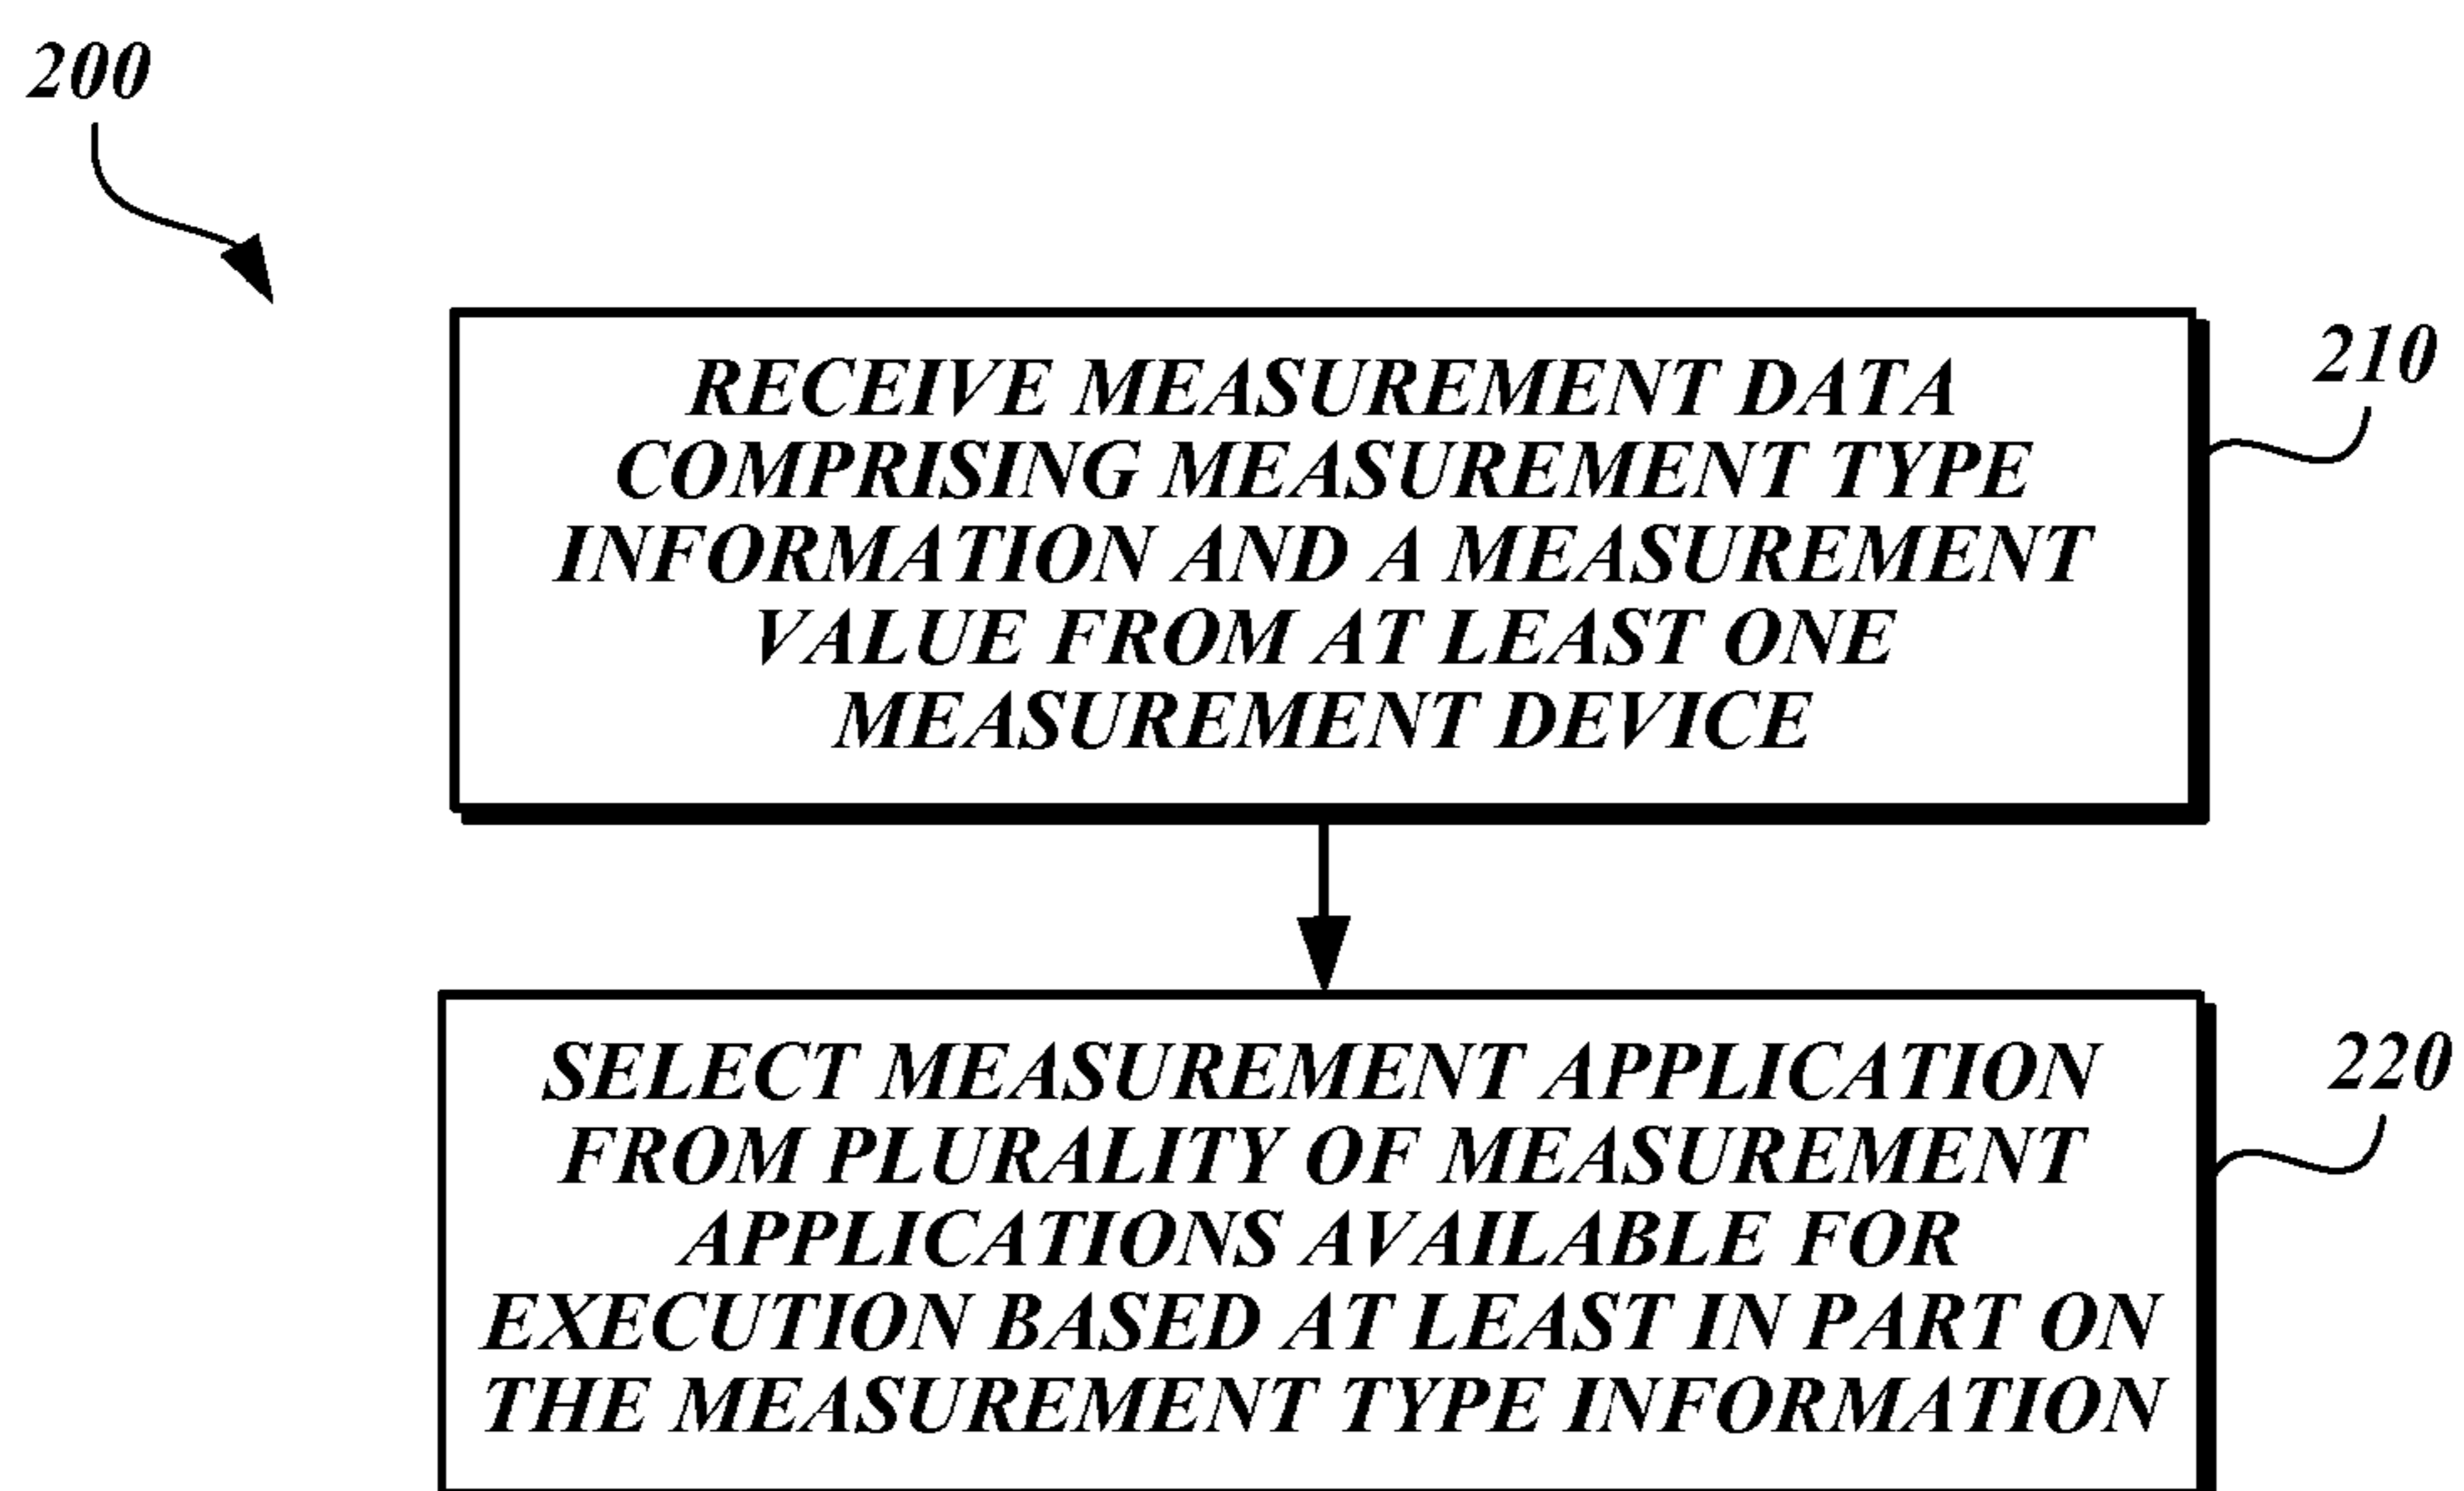 200
RECEIVE MEASUREMENT DATA
COMPRISING MEASUREMENT TYPE
INFORMATION AND A MEASUREMENT
VALUE FROM AT LEAST ONE
MEASUREMENT DEVICE
210
SELECT MEASUREMENT APPLICATION
FROM PLURALITY OF MEASUREMENT
APPLICATIONS AVAILABLE FOR
EXECUTION BASED AT LEAST IN PART ON
THE MEASUREMENT TYPE INFORMATION
220